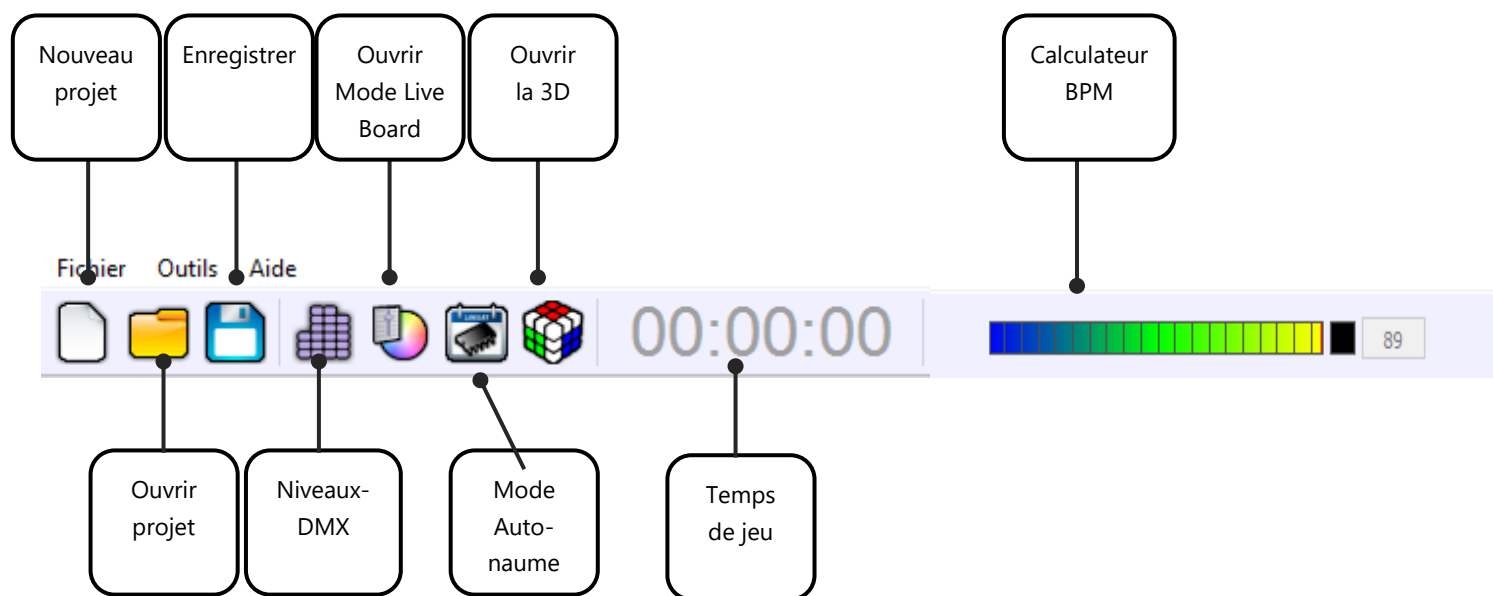 Nouveau
projet
Enregistrer
Ouvrir
Mode Live
Board
Ouvrir
la 3D
Calculateur
BPM
Fichier Outils Aide
00:00:00
89
Ouvrir
projet
Niveaux-
DMX
Mode
Auto-
naume
Temps
de jeu